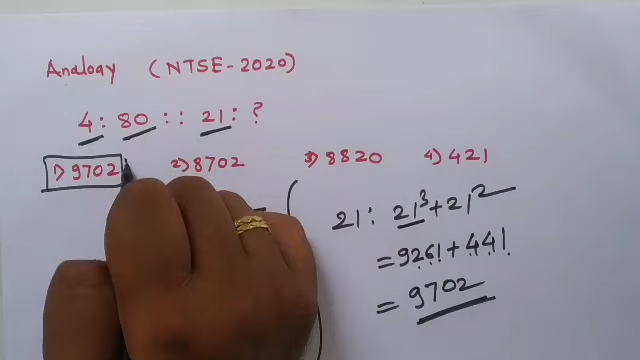 Analoay (NTSE-2020)
4: 80 :: 21: ?
1) 9702 2) 8702 3) 8820 4) 421
21: 21³+21²
=9261+441
=9702